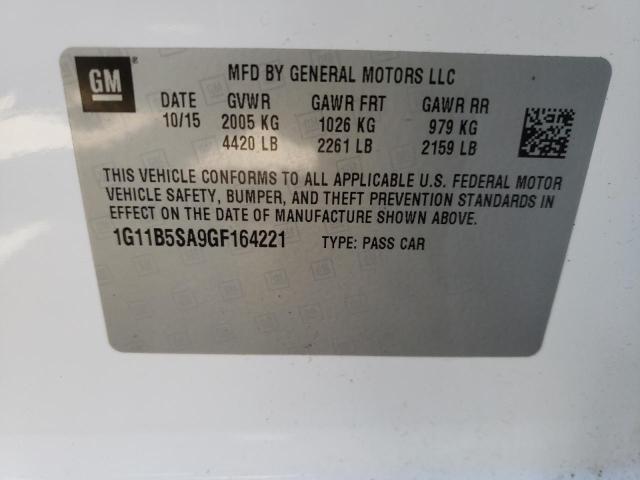 GM
MFD BY GENERAL MOTORS LLC
DATE GVWR GAWR FRT GAWR RR
10/15 2005 KG 1026 KG 979 KG
4420 LB 2261 LB 2159 LB
THIS VEHICLE CONFORMS TO ALL APPLICABLE U.S. FEDERAL MOTOR
VEHICLE SAFETY, BUMPER, AND THEFT PREVENTION STANDARDS IN
EFFECT ON THE DATE OF MANUFACTURE SHOWN ABOVE.
1G11B5SA9GF164221 TYPE: PASS CAR